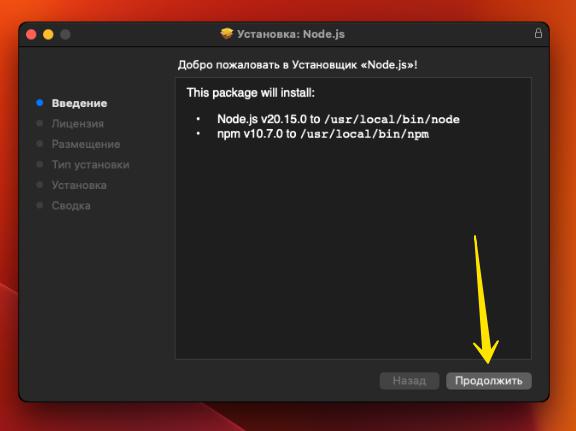 Установка: Node.js
Добро пожаловать в Установщик «Node.js»!
Введение
Лицензия
Размещение
Тип установки
Установка
Сводка
This package will install:
• Node.js v20.15.0 to /usr/local/bin/node
• npm v10.7.0 to /usr/local/bin/npm
Назад
Продолжить